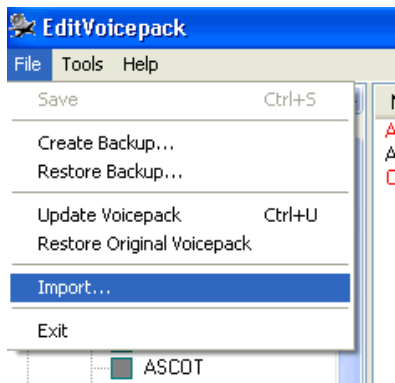 EditVoicepack
File Tools Help
Save Ctrl+S
Create Backup...
Restore Backup...
Update Voicepack Ctrl+U
Restore Original Voicepack
Import...
Exit
ASCOT